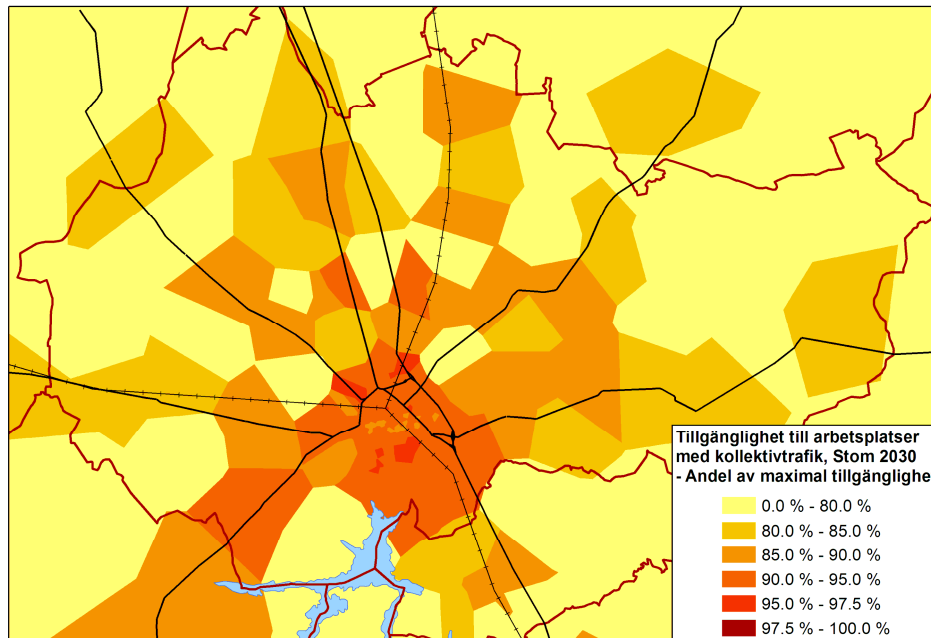 Tillgänglighet till arbetsplatser
med kollektivtrafik, Stom 2030
- Andel av maximal tillgänglighe
0.0 % - 80.0 %
80.0 % - 85.0 %
85.0 % - 90.0 %
90.0 % - 95.0 %
95.0 % - 97.5 %
97.5 % - 100.0 %